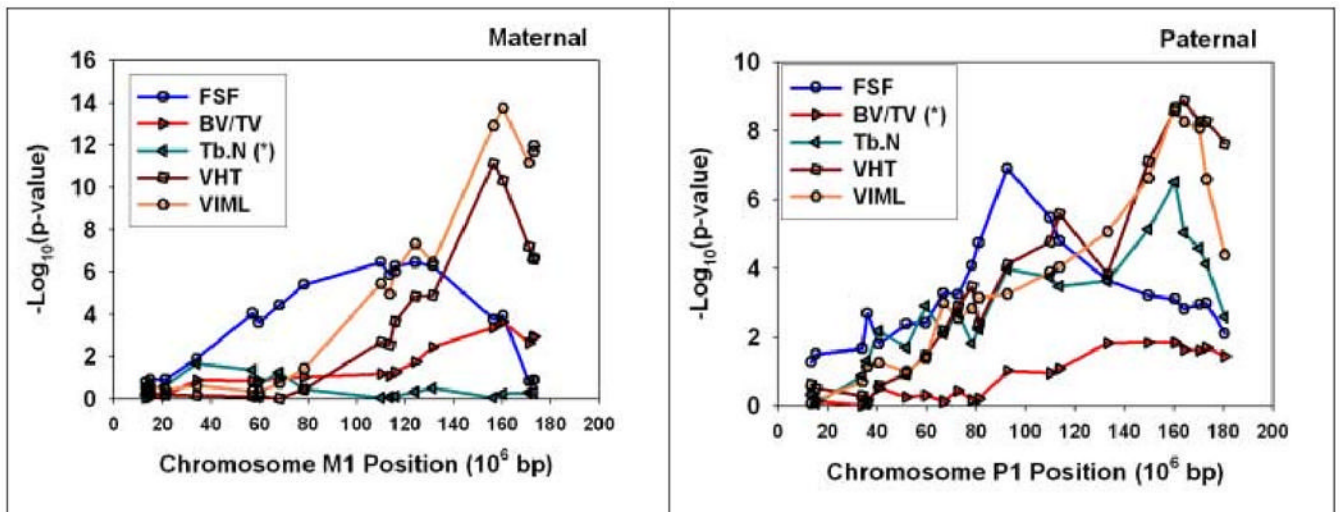 Maternal
16
14
12
10
8
6
4
2
0
-Log10(p-value)
FSF
BV/TV
Tb.N (*)
VHT
VIML
0 20 40 60 80 100 120 140 160 180 200
Chromosome M1 Position (10^6 bp)
Paternal
10
8
6
4
2
0
-Log10(p-value)
FSF
BV/TV (*)
Tb.N
VHT
VIML
0 20 40 60 80 100 120 140 160 180 200
Chromosome P1 Position (10^6 bp)